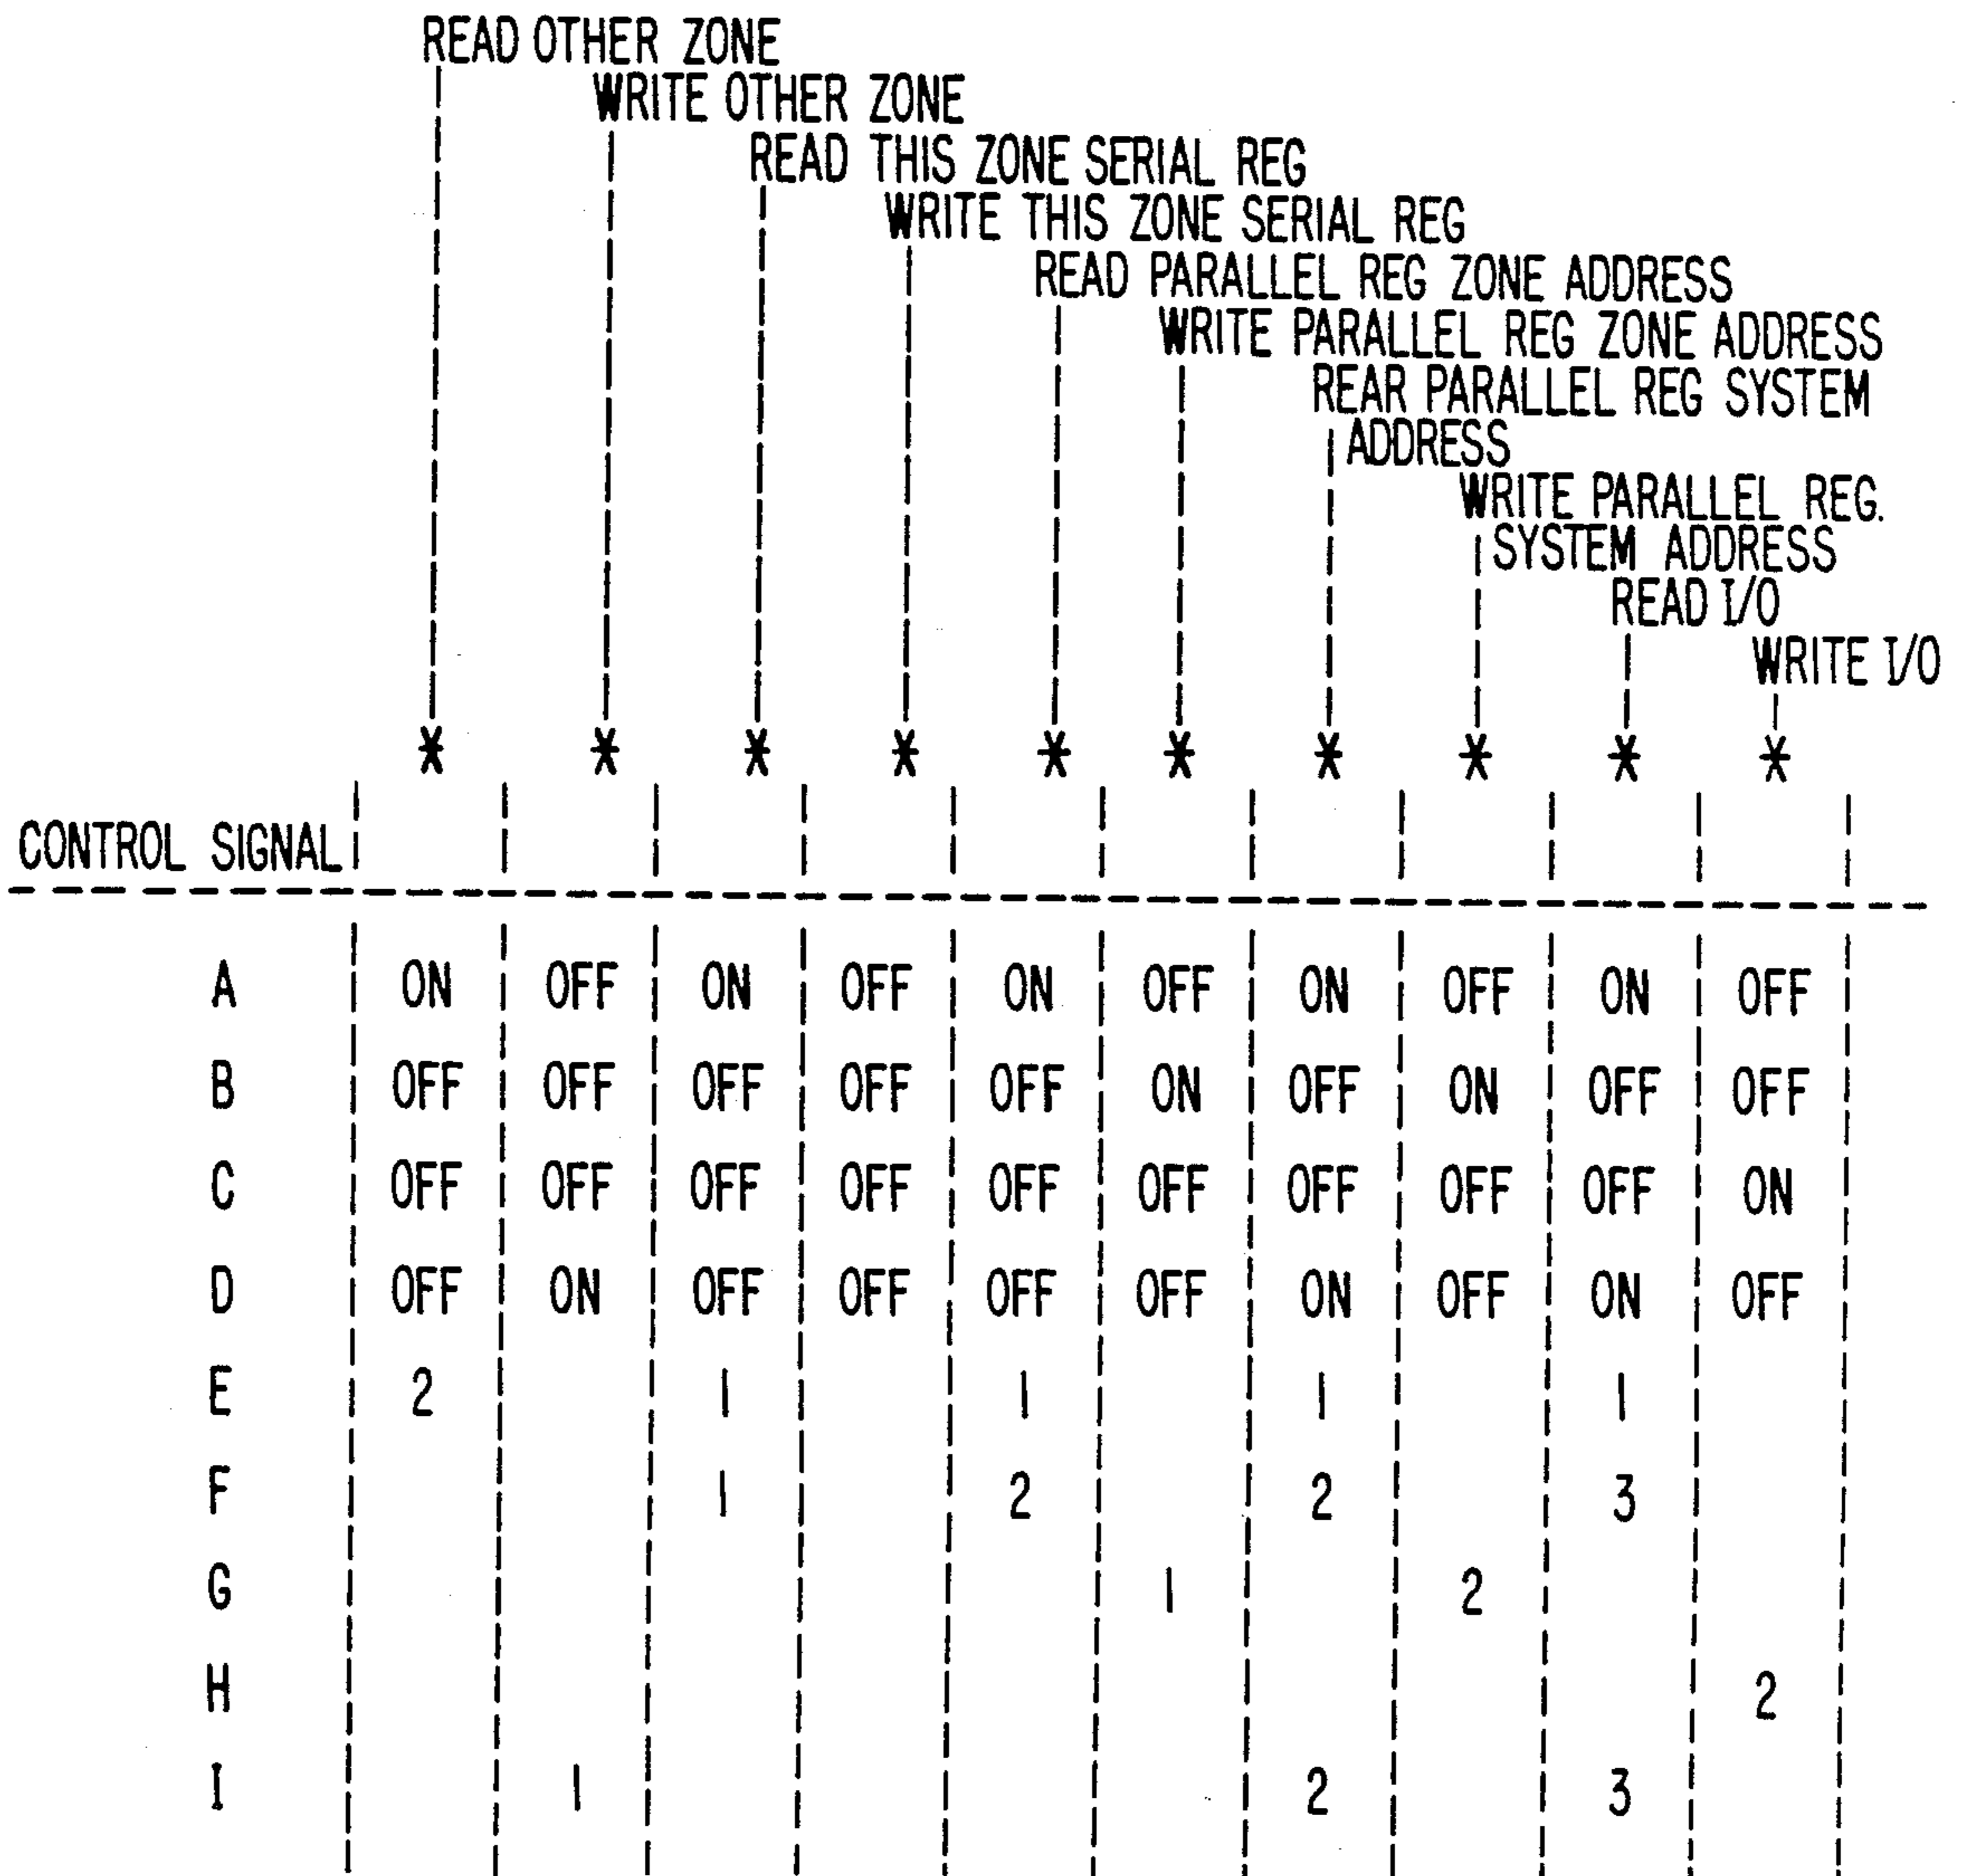 READ OTHER ZONE
WRITE OTHER ZONE
READ THIS ZONE SERIAL REG
WRITE THIS ZONE SERIAL REG
READ PARALLEL REG ZONE ADDRESS
WRITE PARALLEL REG ZONE ADDRESS
REAR PARALLEL REG SYSTEM
ADDRESS
WRITE PARALLEL REG.
SYSTEM ADDRESS
READ I/O
WRITE I/O
* * * * * * * * * *
CONTROL SIGNAL
A ON OFF ON OFF ON OFF ON OFF ON OFF
B OFF OFF OFF OFF OFF ON OFF ON OFF OFF
C OFF OFF OFF OFF OFF OFF OFF OFF OFF ON
D OFF ON OFF OFF OFF OFF ON OFF ON OFF
E 2 1 1 1 1
F 1 2 2 3
G 1 2
H 2
I 1 2 3